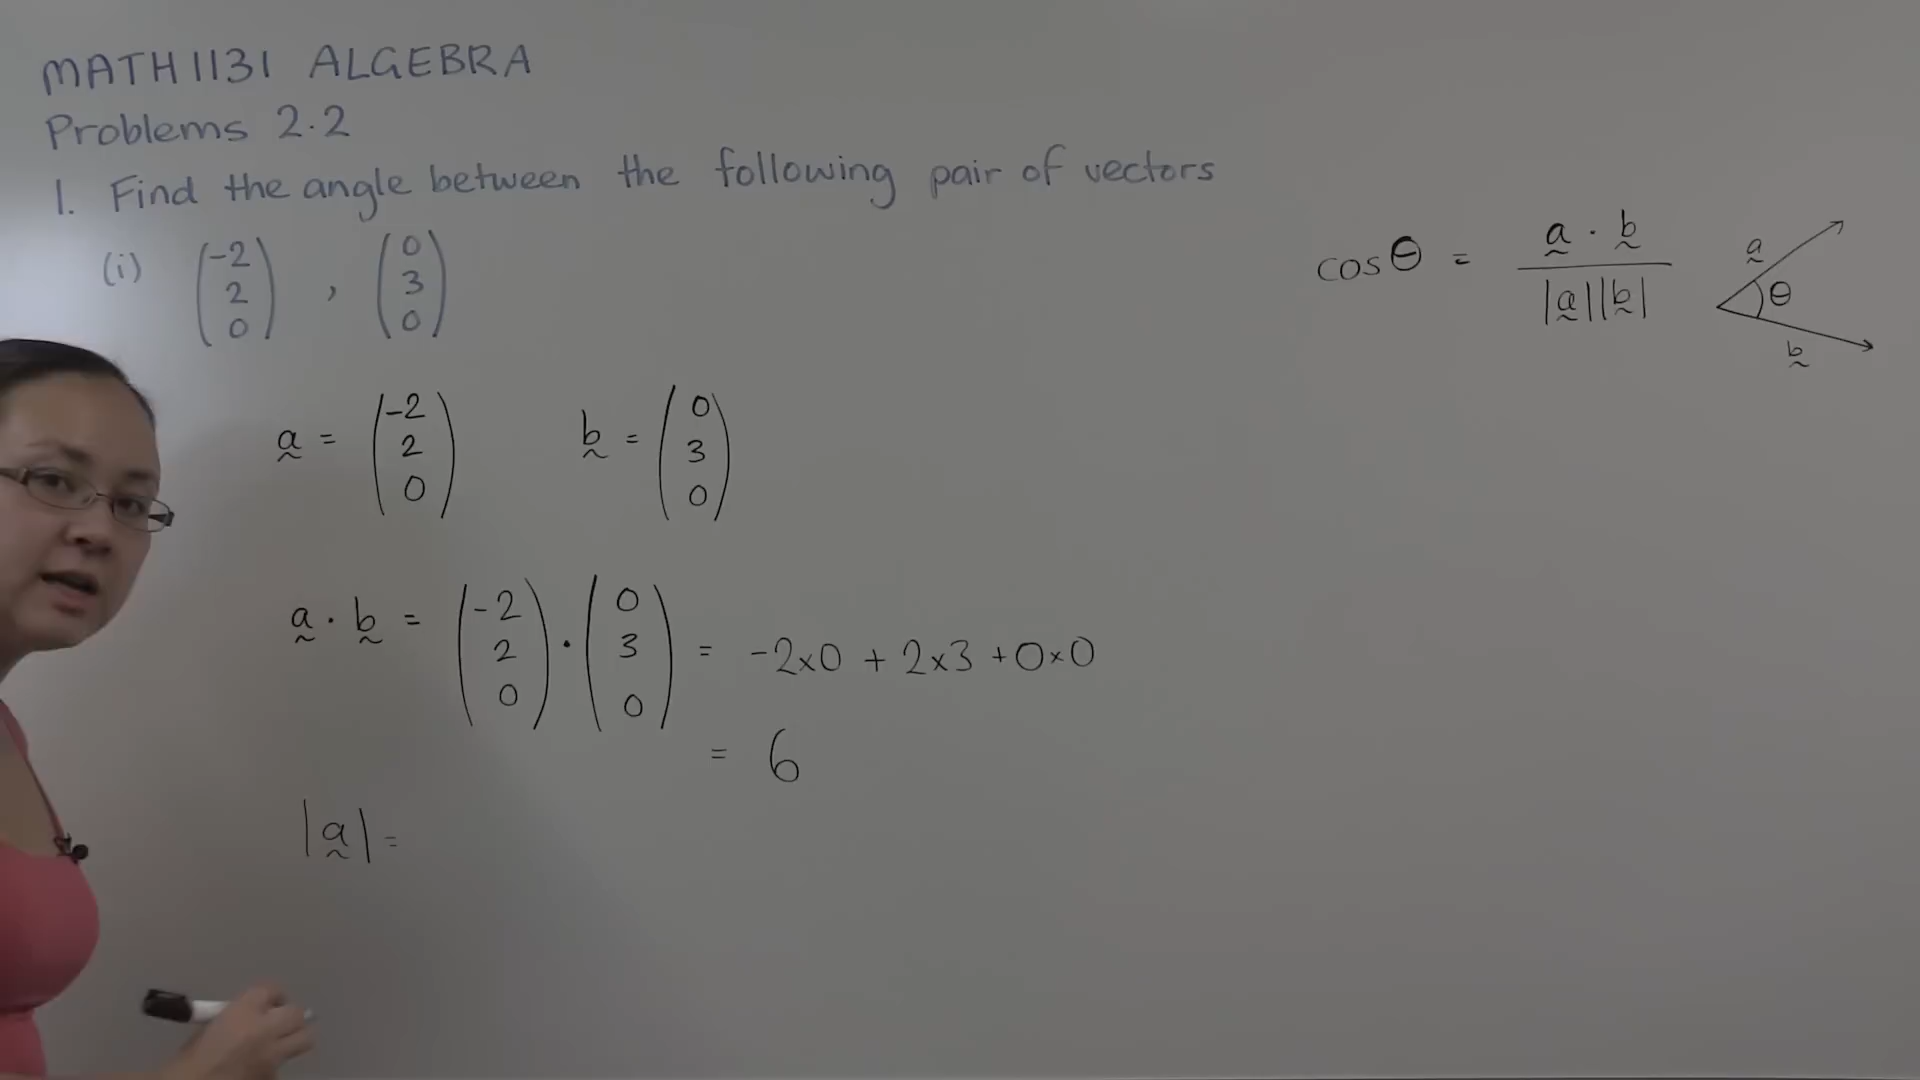 MATH1131 ALGEBRA
Problems 2.2
1. Find the angle between the following pair of vectors
(i) (-2 2 0) , (0 3 0)
cos θ = a · b / |a||b|
a
θ
b
a = (-2 2 0) b = (0 3 0)
a · b = (-2 2 0) · (0 3 0) = -2×0 + 2×3 + 0×0
= 6
|a| =